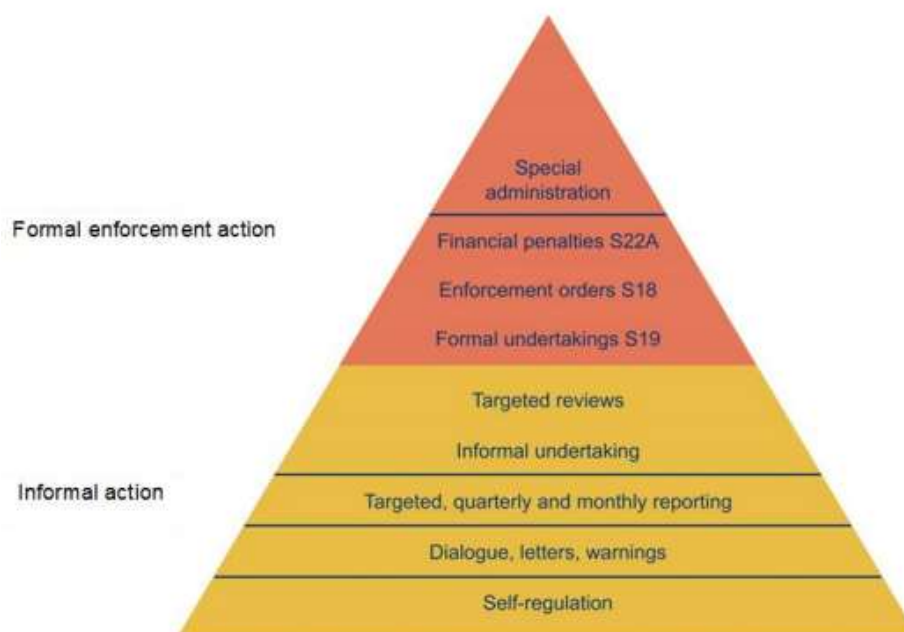 Special
administration
Formal enforcement action
Financial penalties S22A
Enforcement orders S18
Formal undertakings S19
Targeted reviews
Informal undertaking
Informal action
Targeted, quarterly and monthly reporting
Dialogue, letters, warnings
Self-regulation